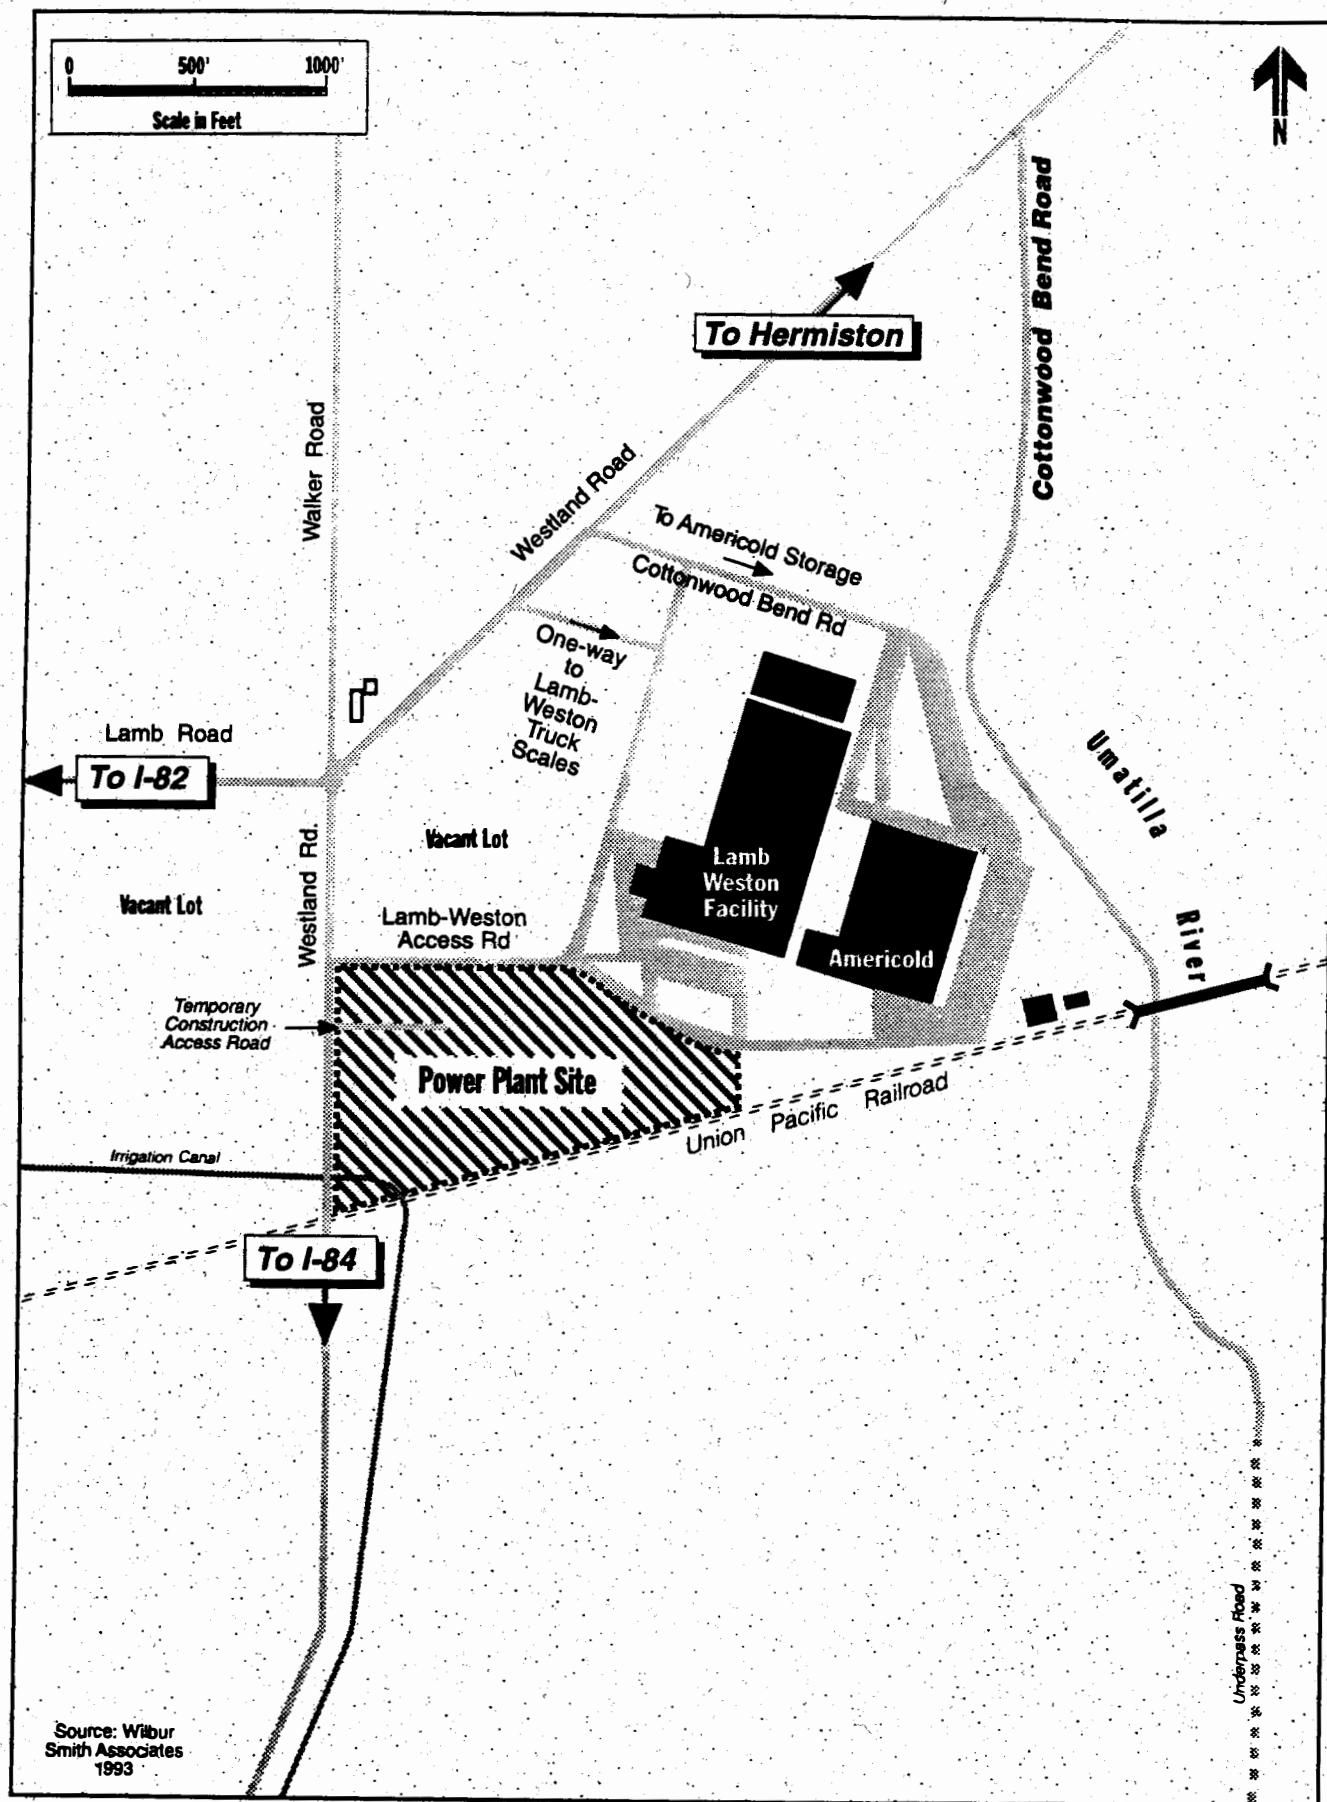 0 500' 1000'
Scale in Feet
N
Cottonwood Bend Road
To Hermiston
Walker Road
Westland Road
To Americold Storage
Cottonwood Bend Rd
One-way
to
Lamb-
Weston
Truck
Scales
Lamb Road
To I-82
Umatilla
River
Vacant Lot
Vacant Lot
Westland Rd.
Lamb
Weston
Facility
Lamb-Weston
Access Rd
Americold
Temporary
Construction
Access Road
Power Plant Site
Union Pacific Railroad
Irrigation Canal
To I-84
Underpass Road
Source: Wilbur
Smith Associates
1993